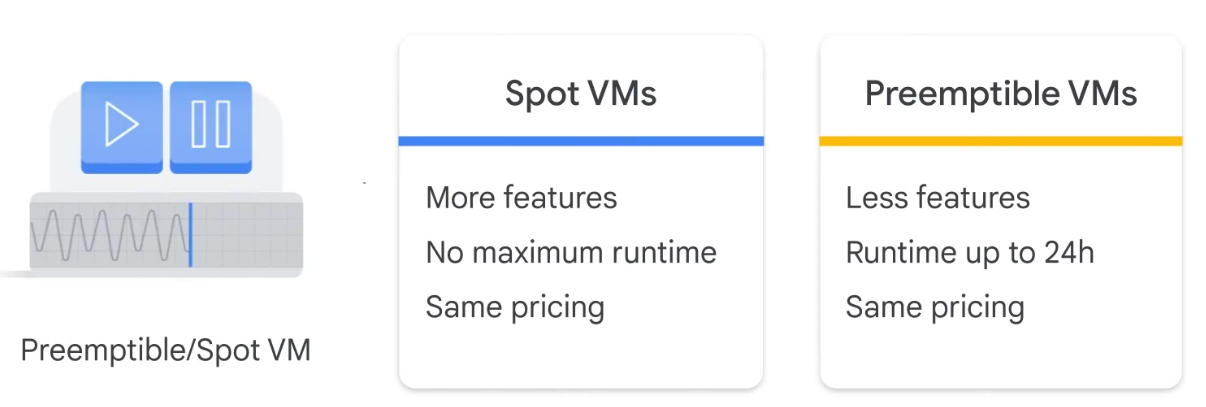 Preemptible/Spot VM
Spot VMs
More features
No maximum runtime
Same pricing
Preemptible VMs
Less features
Runtime up to 24h
Same pricing